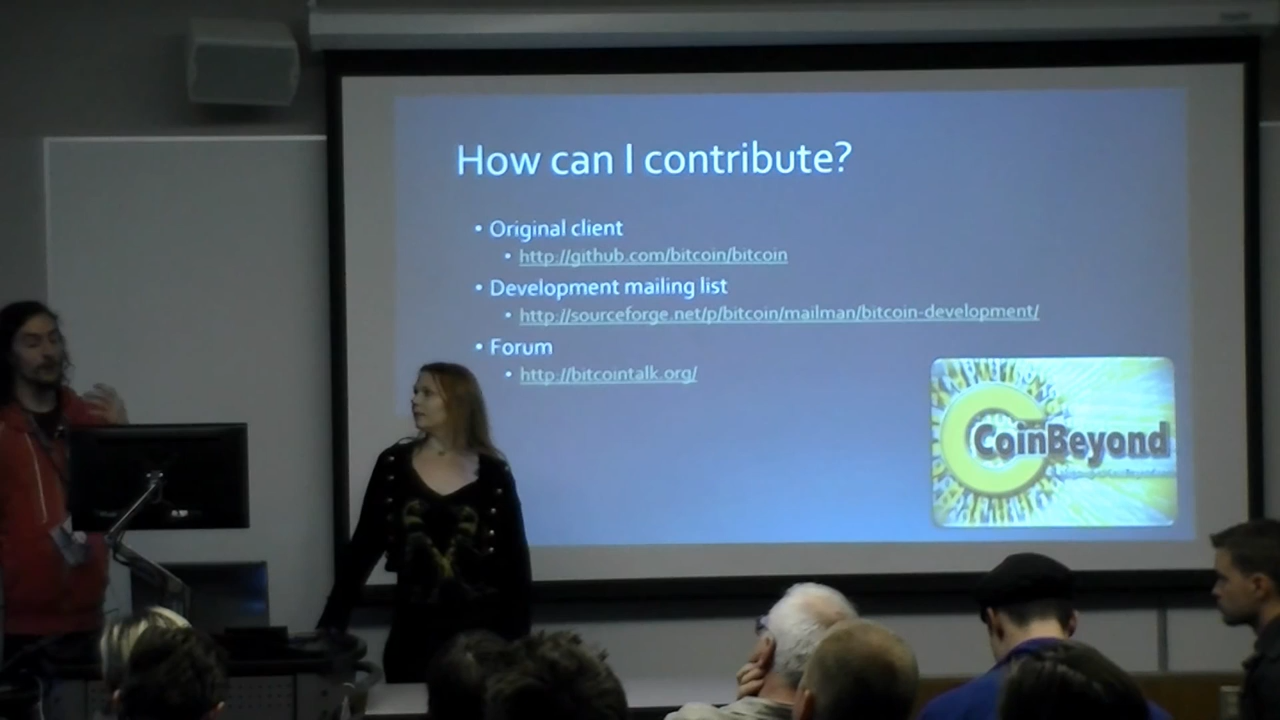 How can I contribute?
• Original client
• http://github.com/bitcoin/bitcoin
• Development mailing list
• http://sourceforge.net/p/bitcoin/mailman/bitcoin-development/
• Forum
• http://bitcointalk.org/
CoinBeyond